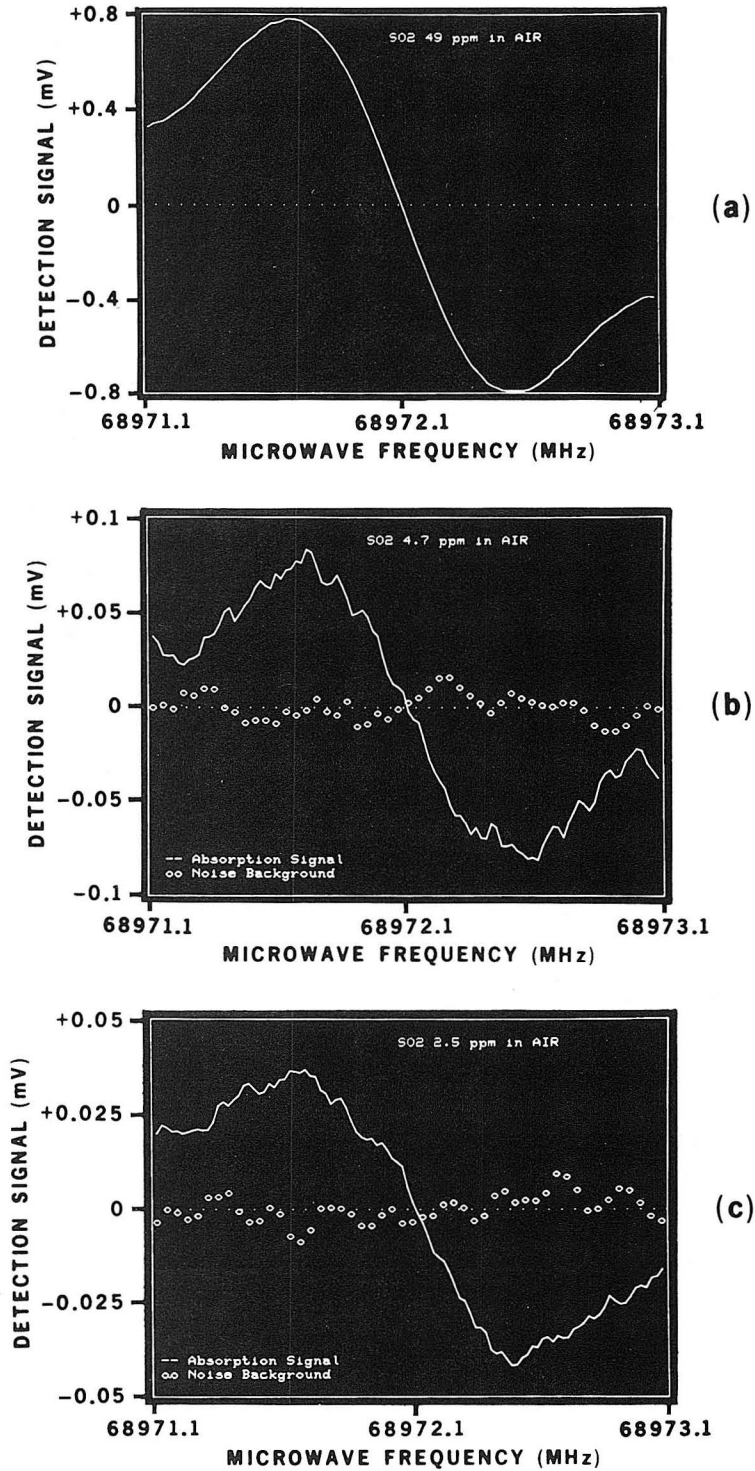 +0.8
SO2 49 ppm in AIR
+0.4
0
-0.4
-0.8
DETECTION SIGNAL (mV)
68971.1 68972.1 68973.1
MICROWAVE FREQUENCY (MHz)
(a)
+0.1
SO2 4.7 ppm in AIR
+0.05
0
-0.05
-0.1
DETECTION SIGNAL (mV)
— Absorption Signal
oo Noise Background
68971.1 68972.1 68973.1
MICROWAVE FREQUENCY (MHz)
(b)
+0.05
SO2 2.5 ppm in AIR
+0.025
0
-0.025
-0.05
DETECTION SIGNAL (mV)
— Absorption Signal
oo Noise Background
68971.1 68972.1 68973.1
MICROWAVE FREQUENCY (MHz)
(c)